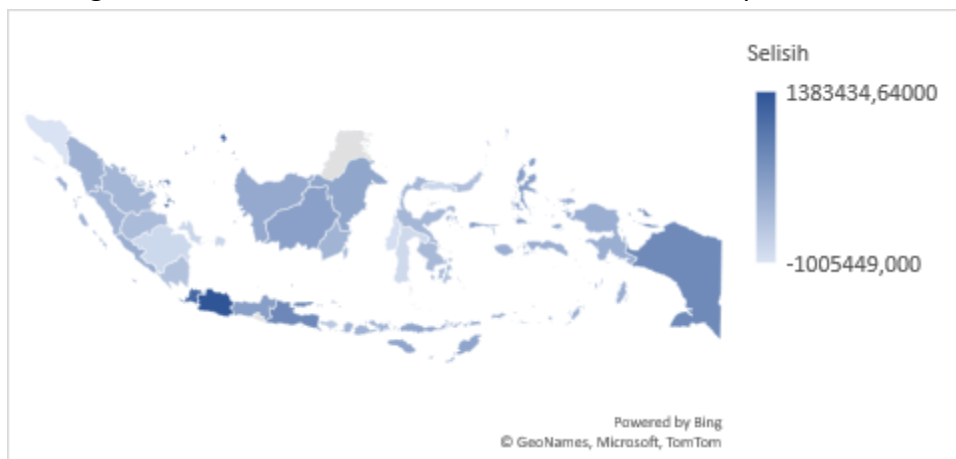 Selisih
1383434,64000
-1005449,000
Powered by Bing
© GeoNames, Microsoft, TomTom